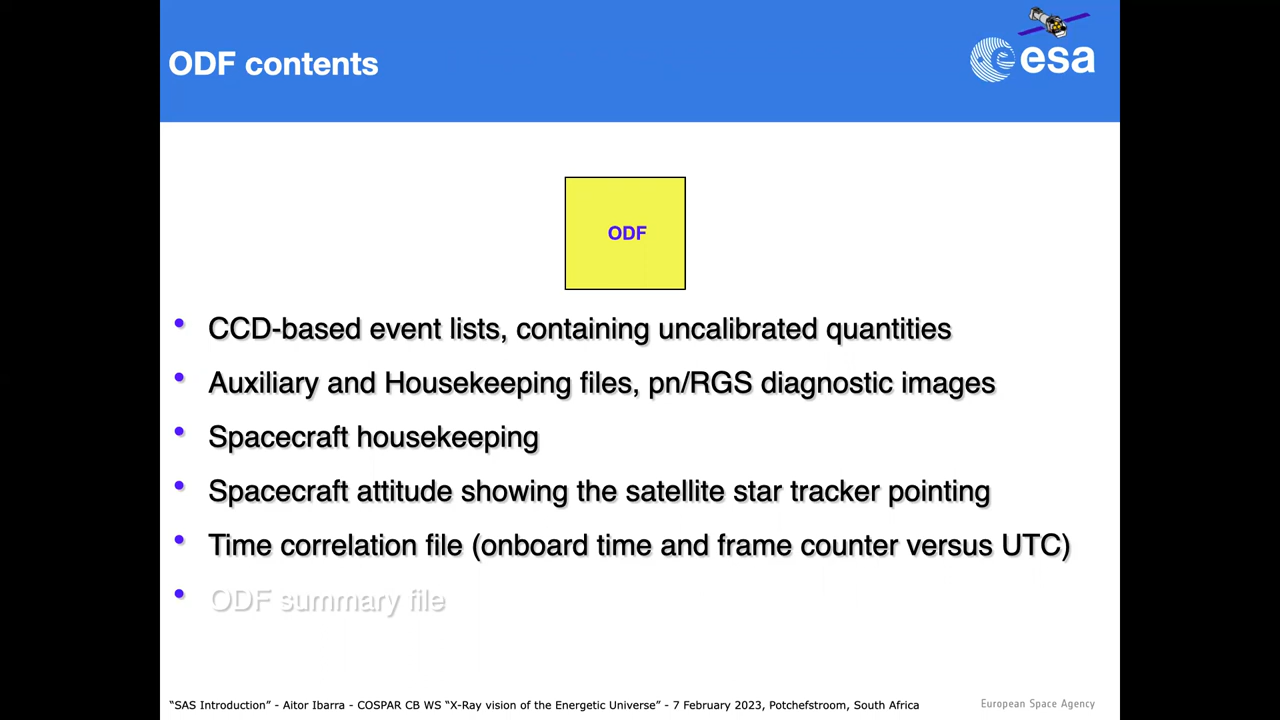 ODF contents
esa
ODF
• CCD-based event lists, containing uncalibrated quantities
• Auxiliary and Housekeeping files, pn/RGS diagnostic images
• Spacecraft housekeeping
• Spacecraft attitude showing the satellite star tracker pointing
• Time correlation file (onboard time and frame counter versus UTC)
• ODF summary file
“SAS Introduction” - Aitor Ibarra - COSPAR CB WS “X-Ray vision of the Energetic Universe” - 7 February 2023, Potchefstroom, South Africa
European Space Agency